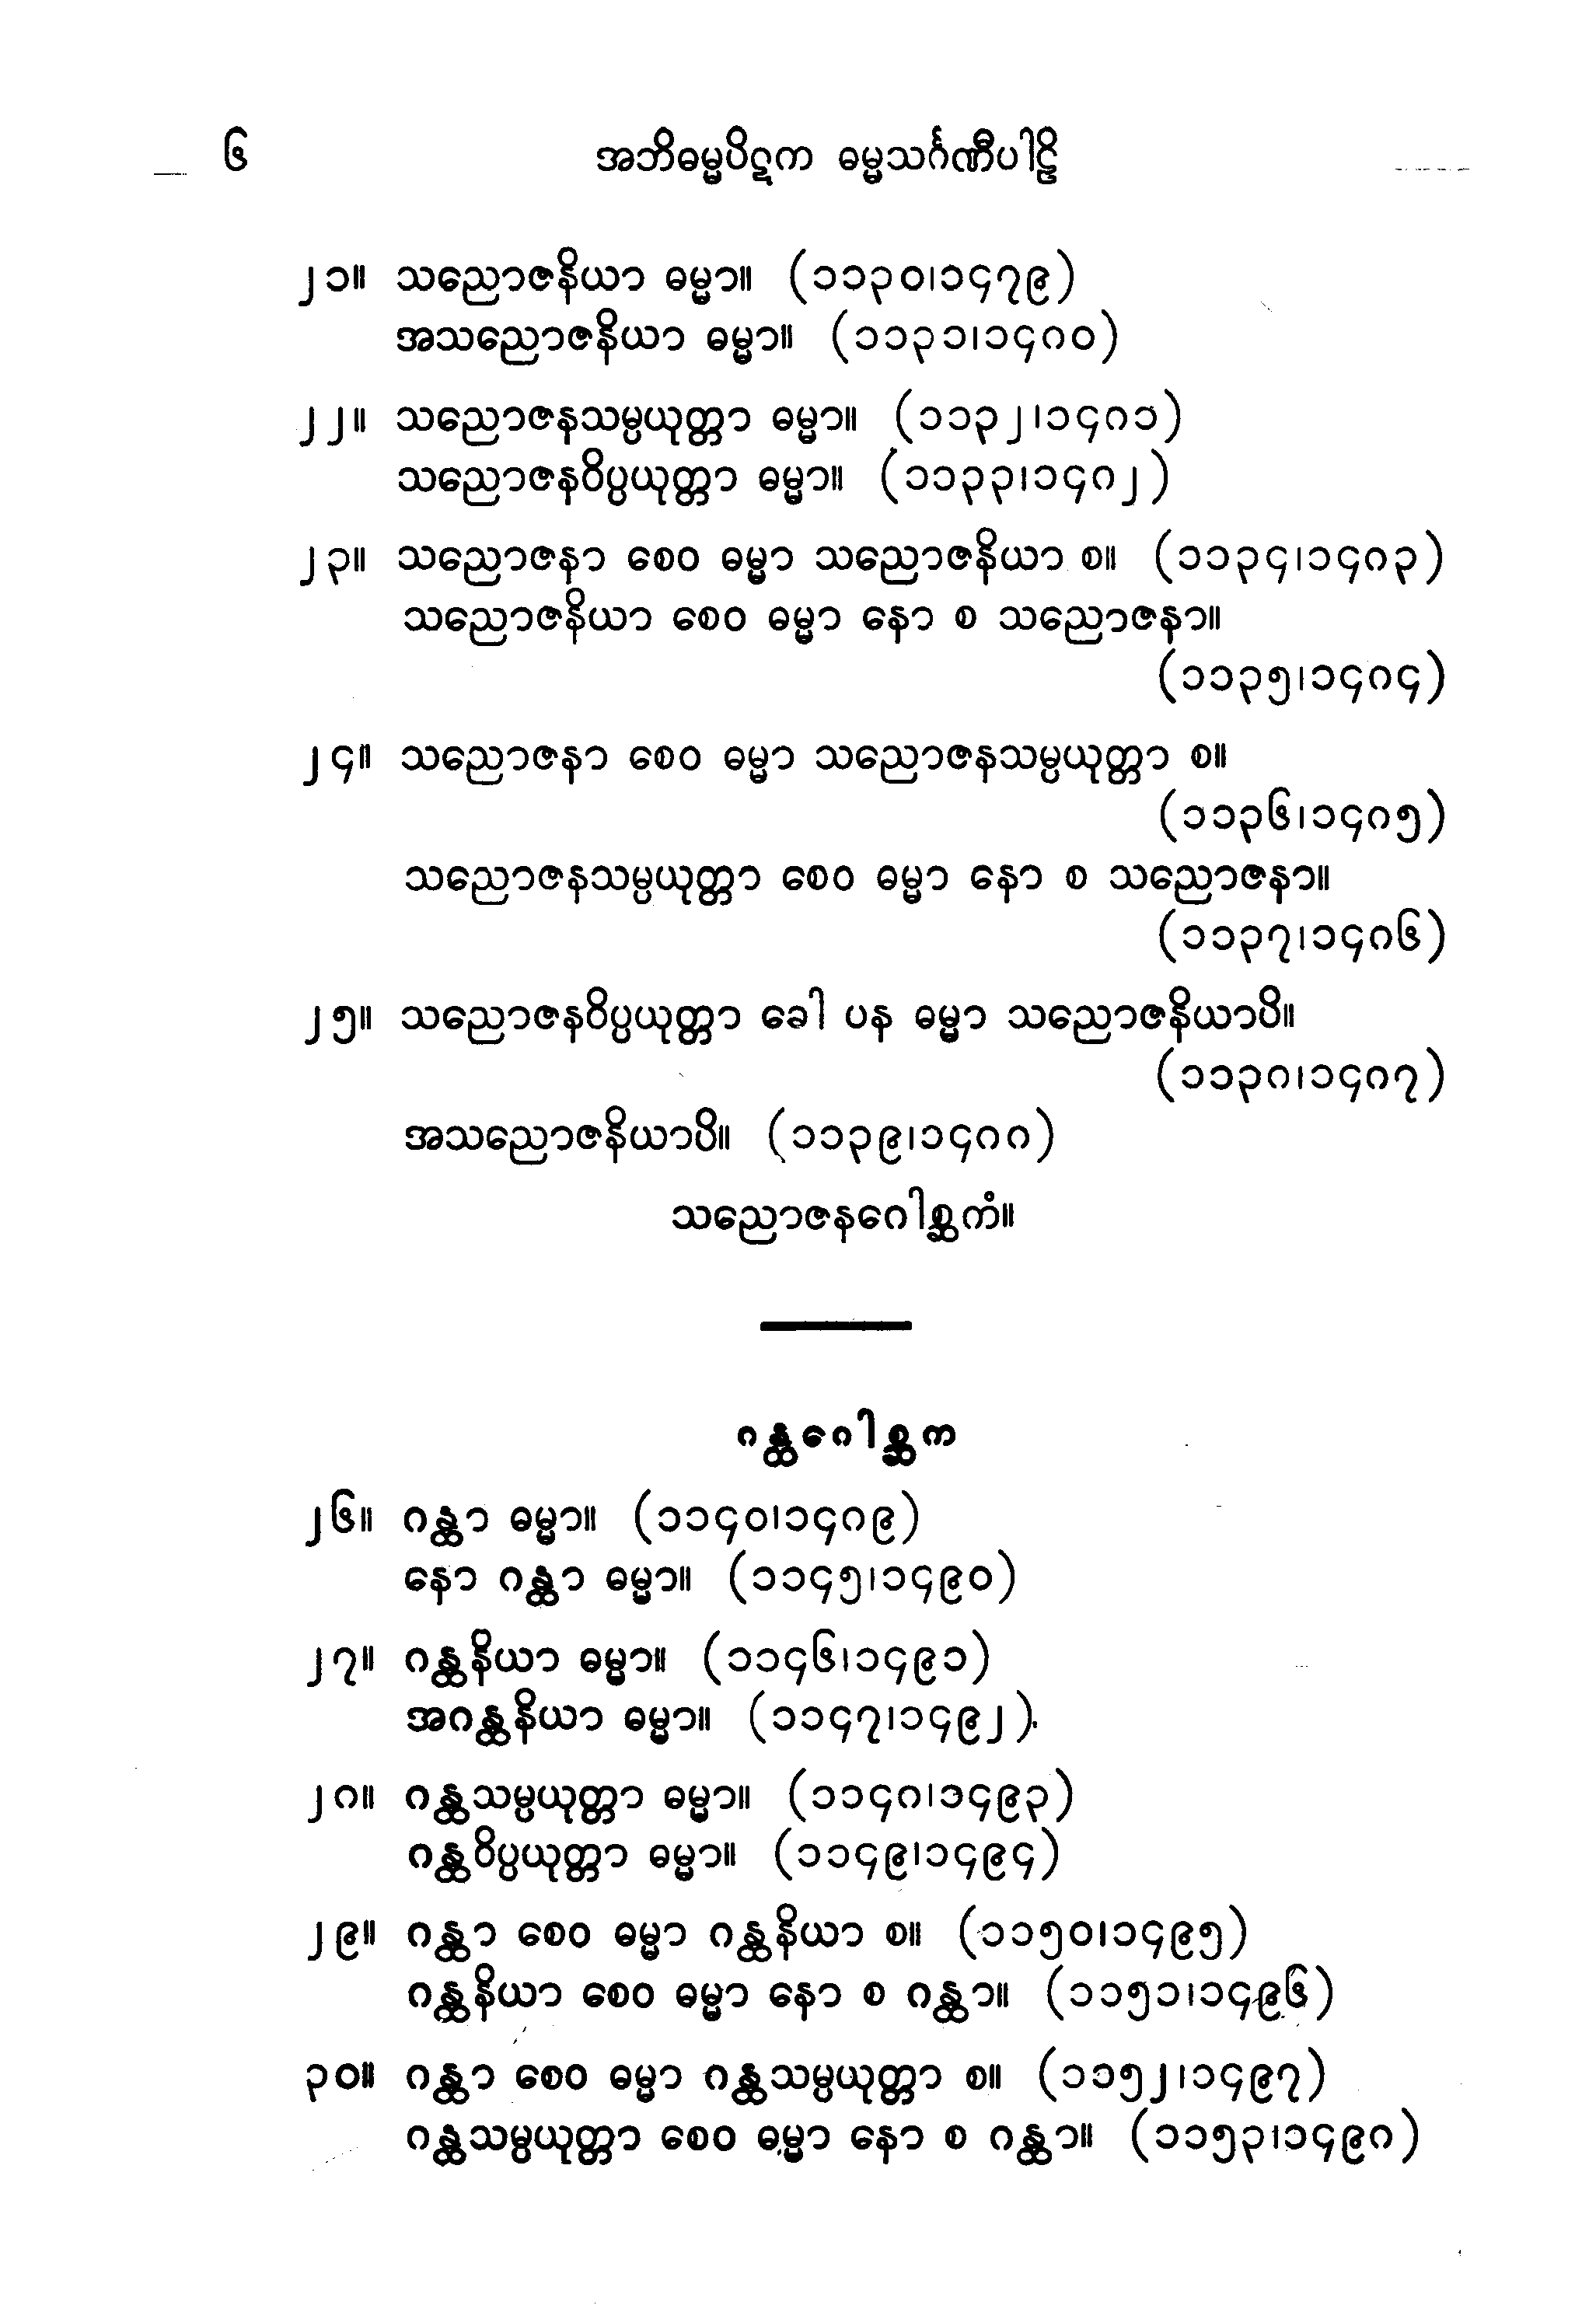 ၆ အဘိဓမ္မပိဋက ဓမ္မသင်္ဂဏီပါဠိ
၂၁။ သညောဇနိယာ ဓမ္မာ။ (၁၁၃၀၊၁၄၇၉)
အသညောဇနိယာ ဓမ္မာ။ (၁၁၃၁၊၁၄၈၀)
၂၂။ သညောဇနသမ္ပယုတ္တာ ဓမ္မာ။ (၁၁၃၂၊၁၄၈၁)
သညောဇနဝိပ္ပယုတ္တာ ဓမ္မာ။ (၁၁၃၃၊၁၄၈၂)
၂၃။ သညောဇနာ စေဝ ဓမ္မာ သညောဇနိယာ စ။ (၁၁၃၄၊၁၄၈၃)
သညောဇနိယာ စေဝ ဓမ္မာ နော စ သညောဇနာ။
(၁၁၃၅၊၁၄၈၄)
၂၄။ သညောဇနာ စေဝ ဓမ္မာ သညောဇနသမ္ပယုတ္တာ စ။
(၁၁၃၆၊၁၄၈၅)
သညောဇနသမ္ပယုတ္တာ စေဝ ဓမ္မာ နော စ သညောဇနာ။
(၁၁၃၇၊၁၄၈၆)
၂၅။ သညောဇနဝိပ္ပယုတ္တာ ခေါ ပန ဓမ္မာ သညောဇနိယာပိ။
(၁၁၃၈၊၁၄၈၇)
အသညောဇနိယာပိ။ (၁၁၃၉၊၁၄၈၈)
သညောဇနဂေါစ္ဆကံ။
ဂန္ထဂေါစ္ဆက
၂၆။ ဂန္ထာ ဓမ္မာ။ (၁၁၄၀၊၁၄၈၉)
နော ဂန္ထာ ဓမ္မာ။ (၁၁၄၅၊၁၄၉၀)
၂၇။ ဂန္ထနိယာ ဓမ္မာ။ (၁၁၄၆၊၁၄၉၁)
အဂန္ထနိယာ ဓမ္မာ။ (၁၁၄၇၊၁၄၉၂)
၂၈။ ဂန္ထသမ္ပယုတ္တာ ဓမ္မာ။ (၁၁၄၈၊၁၄၉၃)
ဂန္ထဝိပ္ပယုတ္တာ ဓမ္မာ။ (၁၁၄၉၊၁၄၉၄)
၂၉။ ဂန္ထာ စေဝ ဓမ္မာ ဂန္ထနိယာ စ။ (၁၁၅၀၊၁၄၉၅)
ဂန္ထနိယာ စေဝ ဓမ္မာ နော စ ဂန္ထာ။ (၁၁၅၁၊၁၄၉၆)
၃၀။ ဂန္ထာ စေဝ ဓမ္မာ ဂန္ထသမ္ပယုတ္တာ စ။ (၁၁၅၂၊၁၄၉၇)
ဂန္ထသမ္ပယုတ္တာ စေဝ ဓမ္မာ နော စ ဂန္ထာ။ (၁၁၅၃၊၁၄၉၈)